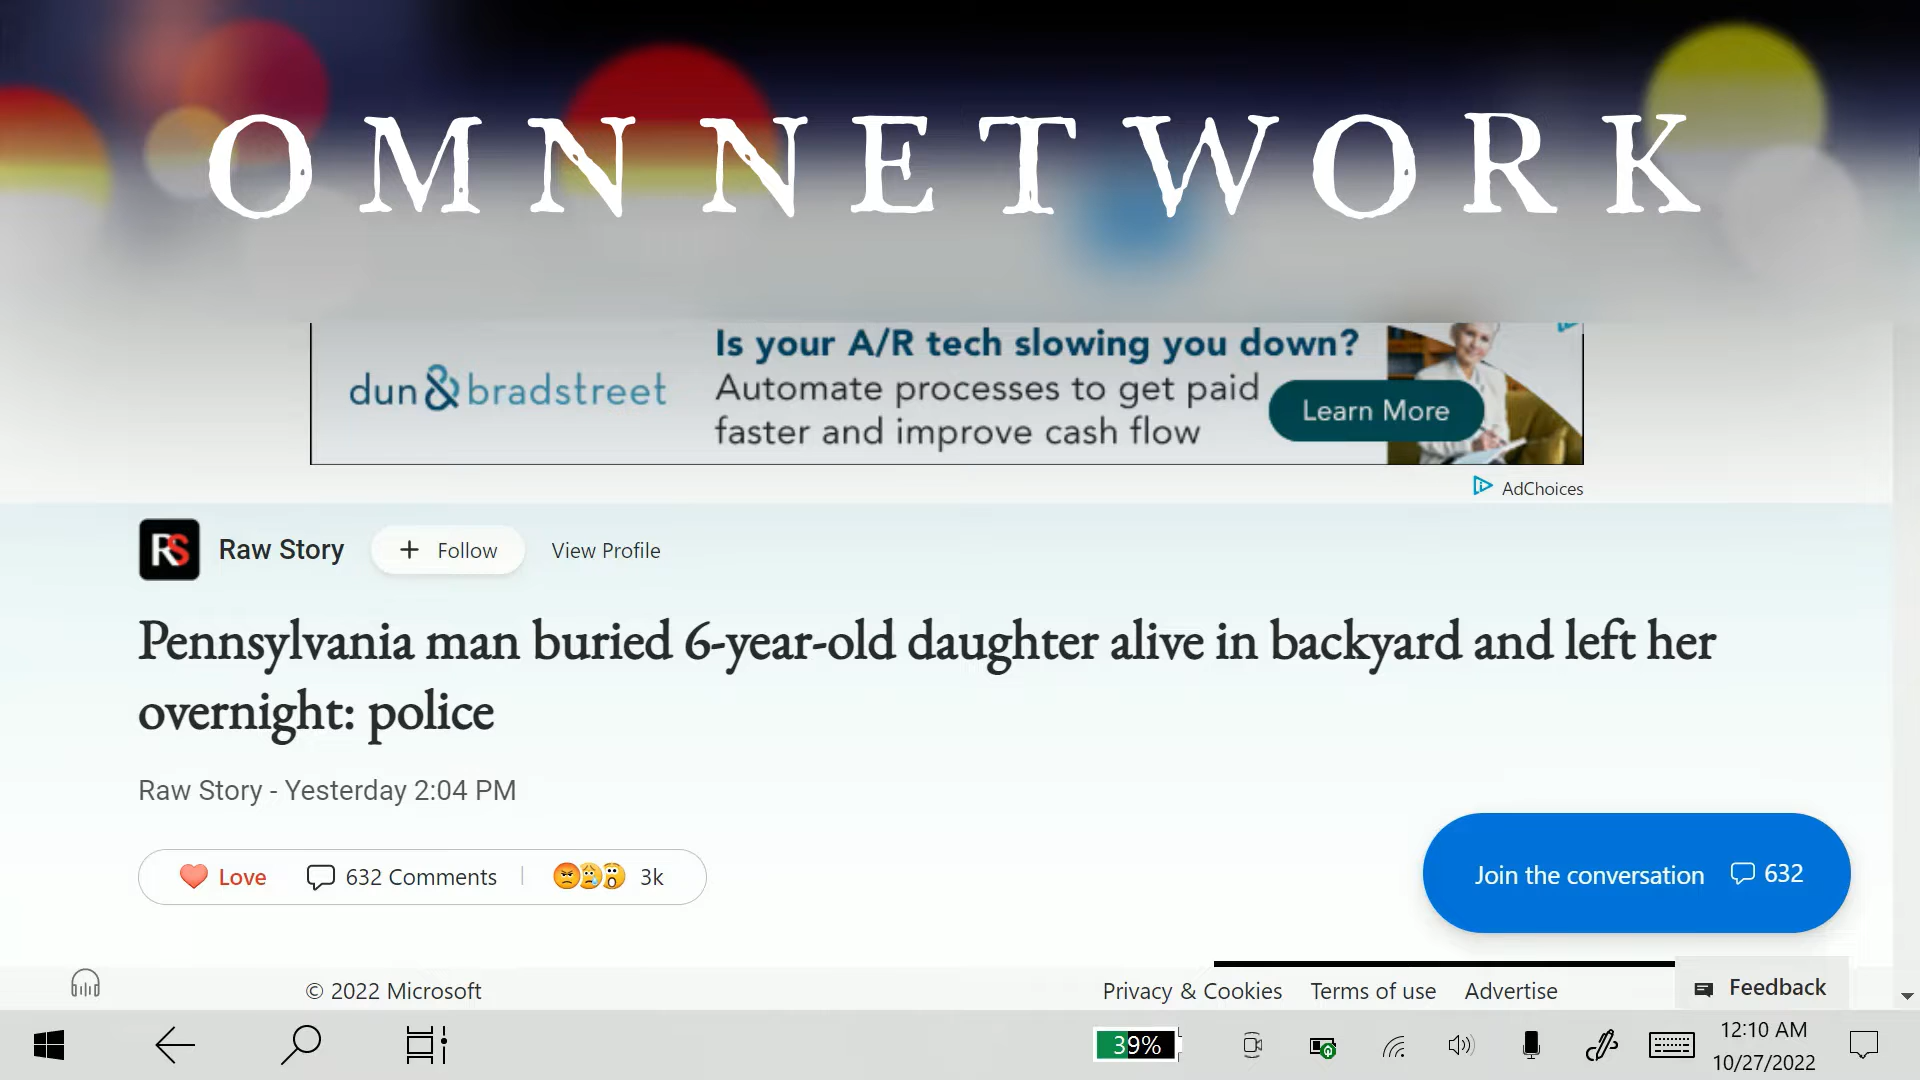 OMN NETWORK
dun&bradstreet
Is your A/R tech slowing you down?
Automate processes to get paid
faster and improve cash flow
Learn More
AdChoices
RS Raw Story + Follow View Profile
Pennsylvania man buried 6-year-old daughter alive in backyard and left her
overnight: police
Raw Story - Yesterday 2:04 PM
Love 632 Comments 3k
Join the conversation 632
© 2022 Microsoft Privacy & Cookies Terms of use Advertise Feedback
39% 12:10 AM
10/27/2022